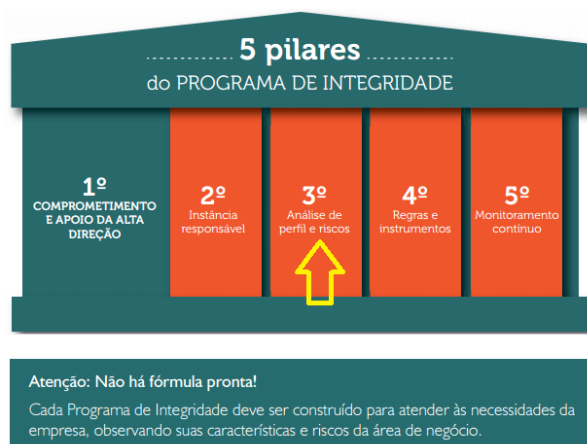 5 pilares
do PROGRAMA DE INTEGRIDADE
1º
COMPROMETIMENTO
E APOIO DA ALTA
DIREÇÃO
2º
Instância
responsável
3º
Análise de
perfil e riscos
4º
Regras e
instrumentos
5º
Monitoramento
contínuo
Atenção: Não há fórmula pronta!
Cada Programa de Integridade deve ser construído para atender às necessidades da
empresa, observando suas características e riscos da área de negócio.